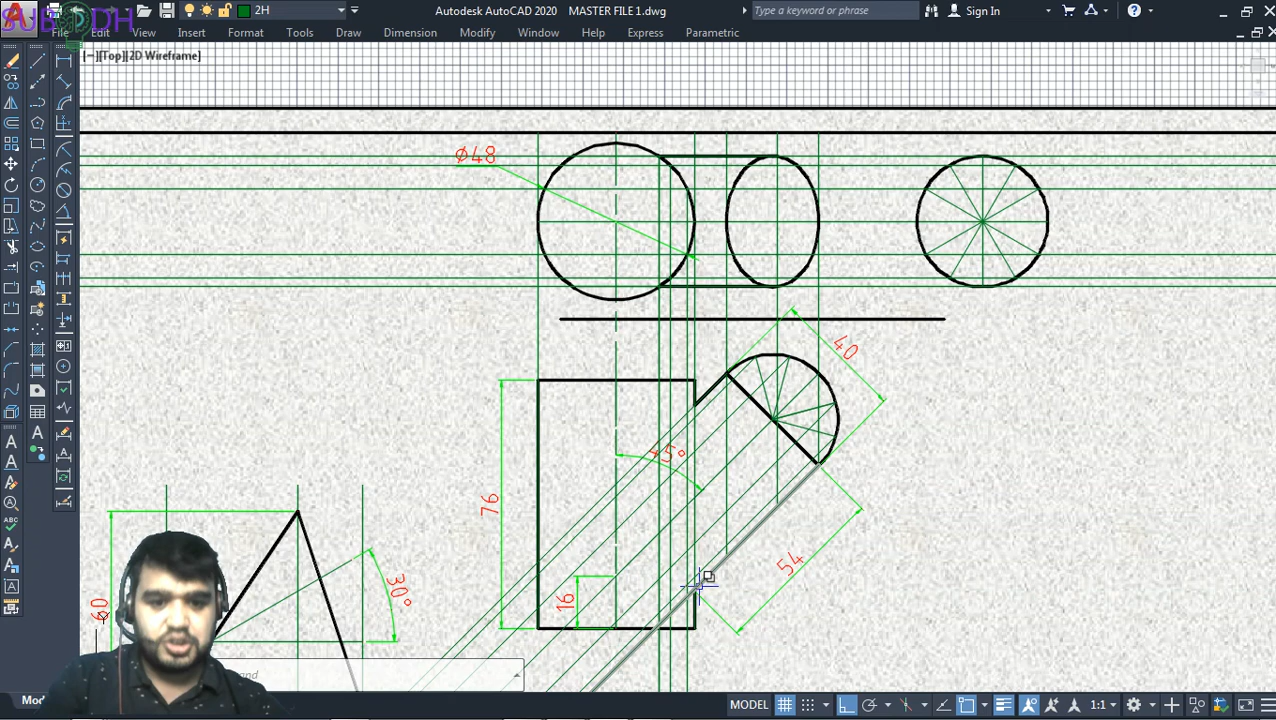 SUBODH
2H
Autodesk AutoCAD 2020 MASTER FILE 1.dwg
Type a keyword or phrase
Sign In
File Edit View Insert Format Tools Draw Dimension Modify Window Help Express Parametric
[−][Top][2D Wireframe]
Ø48
40
45°
76
54
30°
16
60
MODEL
1:1